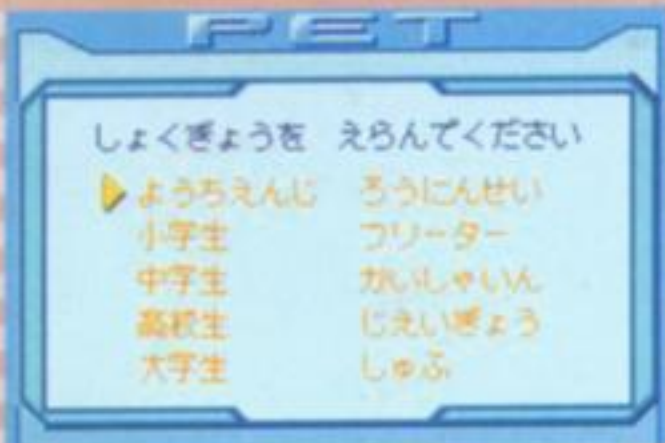 PET
しょくぎょうを えらんでください
ようちえんじ ろうにんせい
小学生 フリーター
中学生 かいしゃいん
高校生 じえいぎょう
大学生 しゅふ